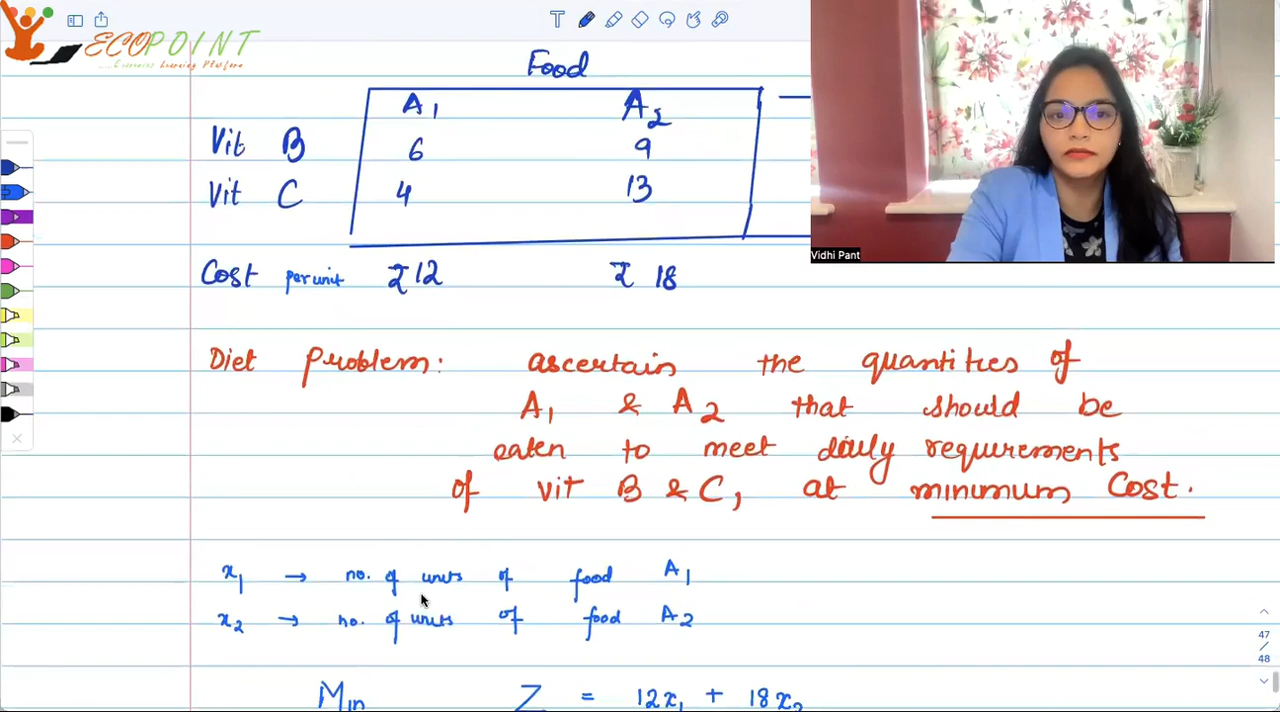 ECOPOINT
Economics Learning Platform
Food
A1 A2
Vit B 6 9
Vit C 4 13
Cost per unit ₹12 ₹ 18
Vidhi Pant
Diet Problem: ascertain the quantities of
A1 & A2 that should be
eaten to meet daily requirements
of vit B & C, at minimum Cost.
x1 → no. of units of food A1
x2 → no. of units of food A2
47
/
48
Min Z = 12x1 + 18x2